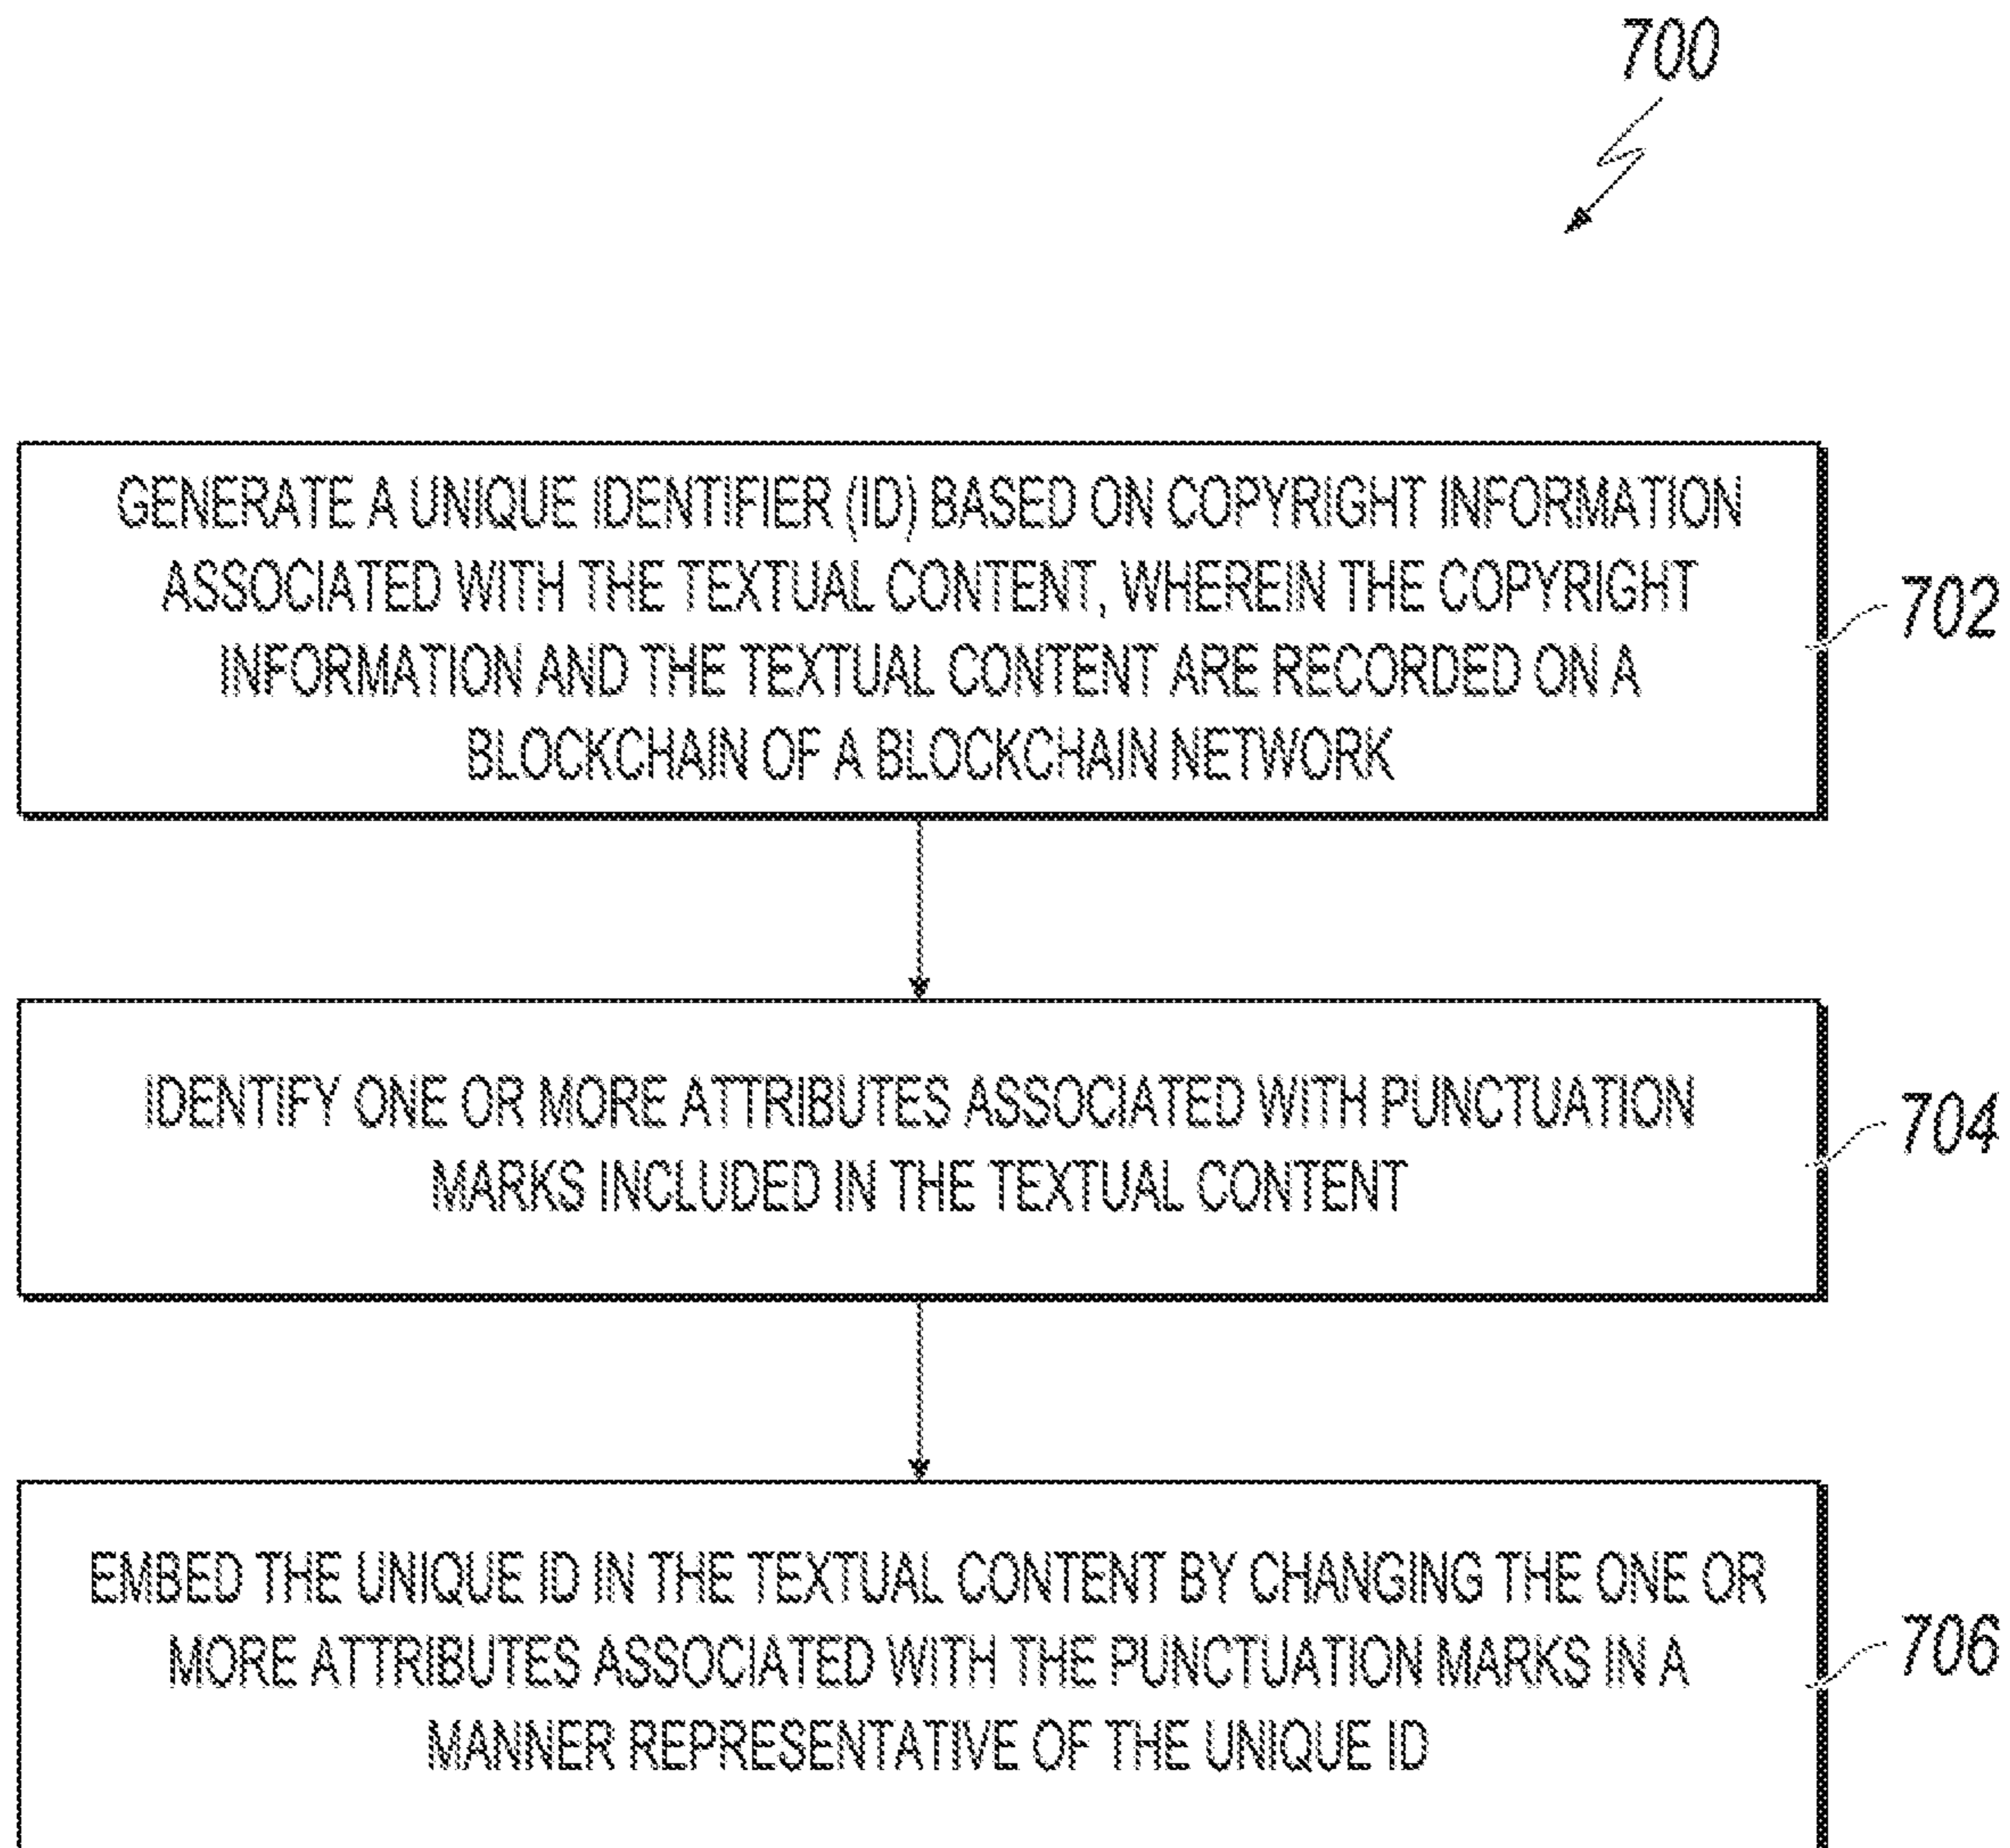 700
GENERATE A UNIQUE IDENTIFIER (ID) BASED ON COPYRIGHT INFORMATION
ASSOCIATED WITH THE TEXTUAL CONTENT, WHEREIN THE COPYRIGHT
INFORMATION AND THE TEXTUAL CONTENT ARE RECORDED ON A
BLOCKCHAIN OF A BLOCKCHAIN NETWORK
702
IDENTIFY ONE OR MORE ATTRIBUTES ASSOCIATED WITH PUNCTUATION
MARKS INCLUDED IN THE TEXTUAL CONTENT
704
EMBED THE UNIQUE ID IN THE TEXTUAL CONTENT BY CHANGING THE ONE OR
MORE ATTRIBUTES ASSOCIATED WITH THE PUNCTUATION MARKS IN A
MANNER REPRESENTATIVE OF THE UNIQUE ID
706